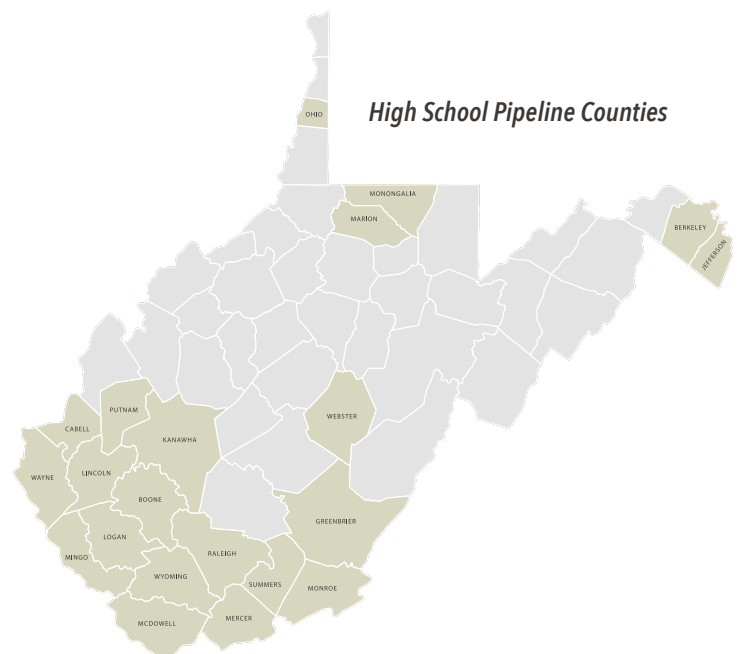 High School Pipeline Counties
OHIO
MONONGALIA
MARION
BERKELEY
JEFFERSON
PUTNAM
CABELL
KANAWHA
WEBSTER
WAYNE
LINCOLN
BOONE
GREENBRIER
LOGAN
RALEIGH
MINGO
WYOMING
SUMMERS
MONROE
MERCER
MCDOWELL